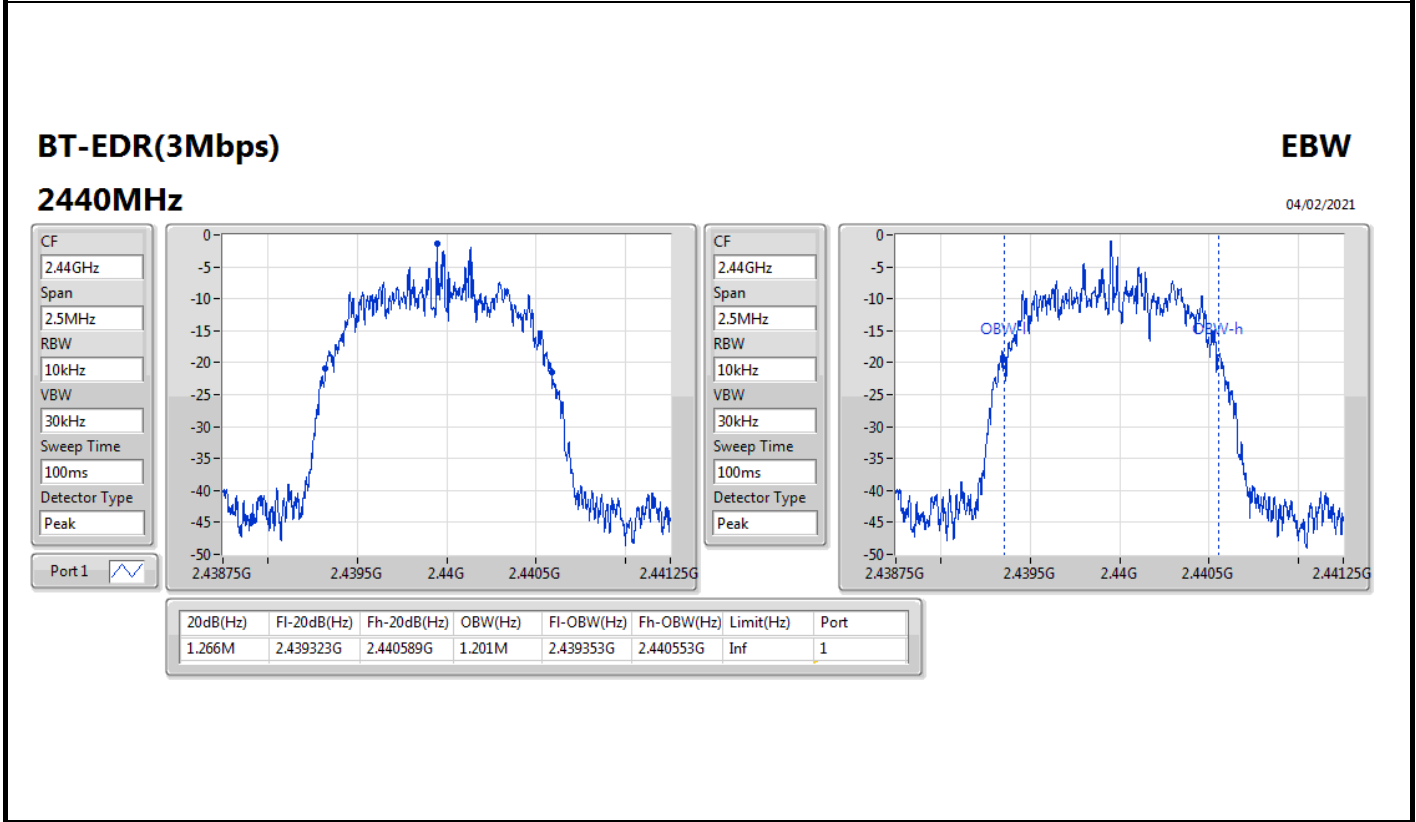 BT-EDR(3Mbps)
EBW
2440MHz
04/02/2021
CF
2.44GHz
Span
2.5MHz
RBW
10kHz
VBW
30kHz
Sweep Time
100ms
Detector Type
Peak
Port 1
0
-5
-10
-15
-20
-25
-30
-35
-40
-45
-50
2.43875G 2.4395G 2.44G 2.4405G 2.44125G
CF
2.44GHz
Span
2.5MHz
RBW
10kHz
VBW
30kHz
Sweep Time
100ms
Detector Type
Peak
0
-5
-10
-15
-20
-25
-30
-35
-40
-45
-50
OBW-l OBW-h
2.43875G 2.4395G 2.44G 2.4405G 2.44125G
20dB(Hz) Fl-20dB(Hz) Fh-20dB(Hz) OBW(Hz) Fl-OBW(Hz) Fh-OBW(Hz) Limit(Hz) Port
1.266M 2.439323G 2.440589G 1.201M 2.439353G 2.440553G Inf 1